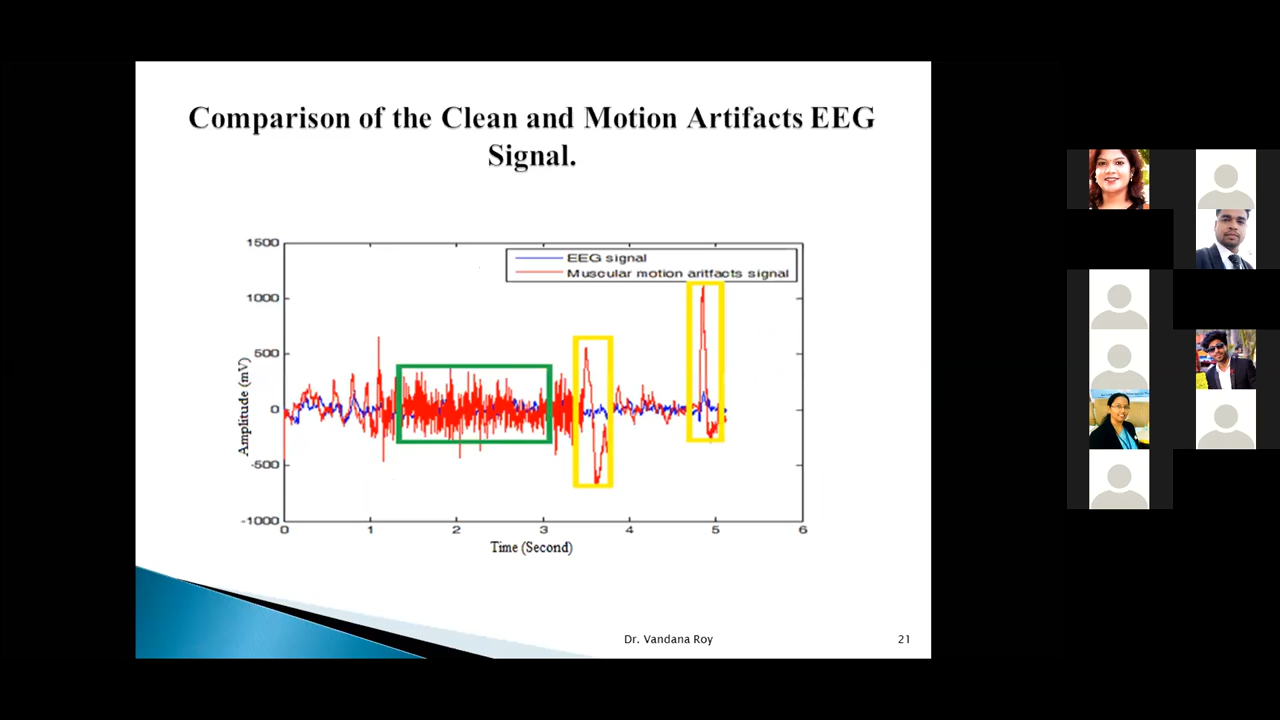 Comparison of the Clean and Motion Artifacts EEG
Signal.
1500
1000
500
0
-500
-1000
Amplitude (mV)
EEG signal
Muscular motion aritfacts signal
0 1 2 3 4 5 6
Time (Second)
Dr. Vandana Roy 21